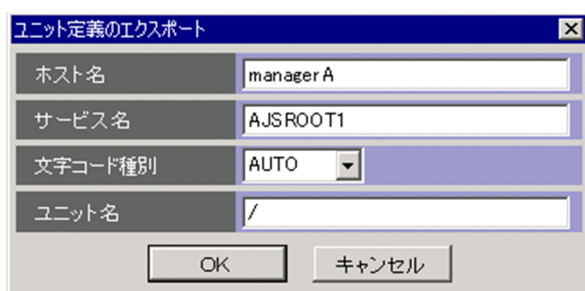 ユニット定義のエクスポート
ホスト名 managerA
サービス名 AJSROOT1
文字コード種別 AUTO
ユニット名 /
OK キャンセル